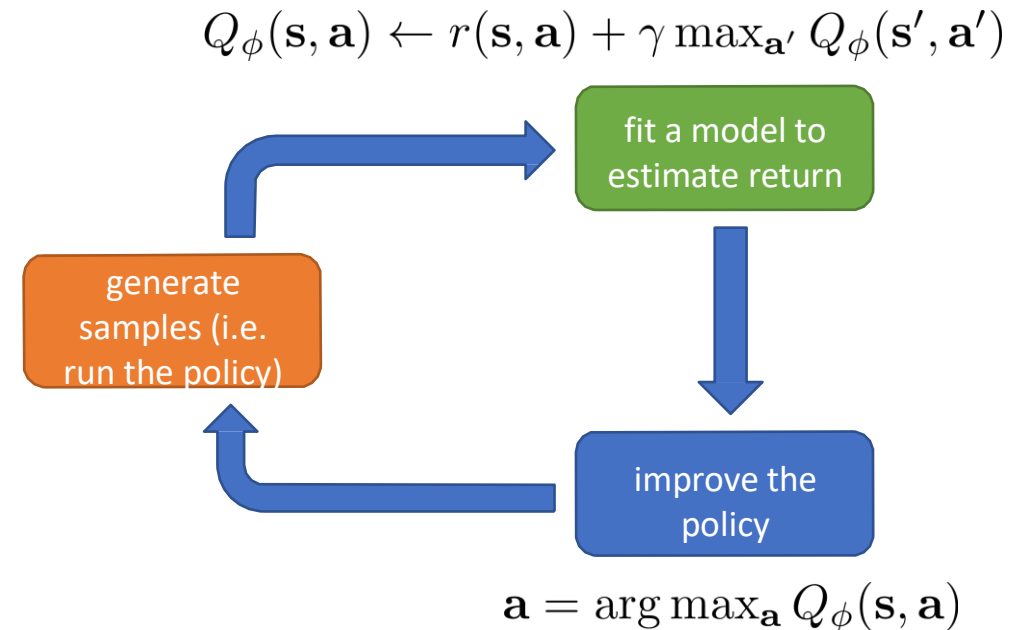 Q_ϕ(s, a) ← r(s, a) + γ max_a′ Q_ϕ(s′, a′)
fit a model to
estimate return
generate
samples (i.e.
run the policy)
improve the
policy
a = arg max_a Q_ϕ(s, a)